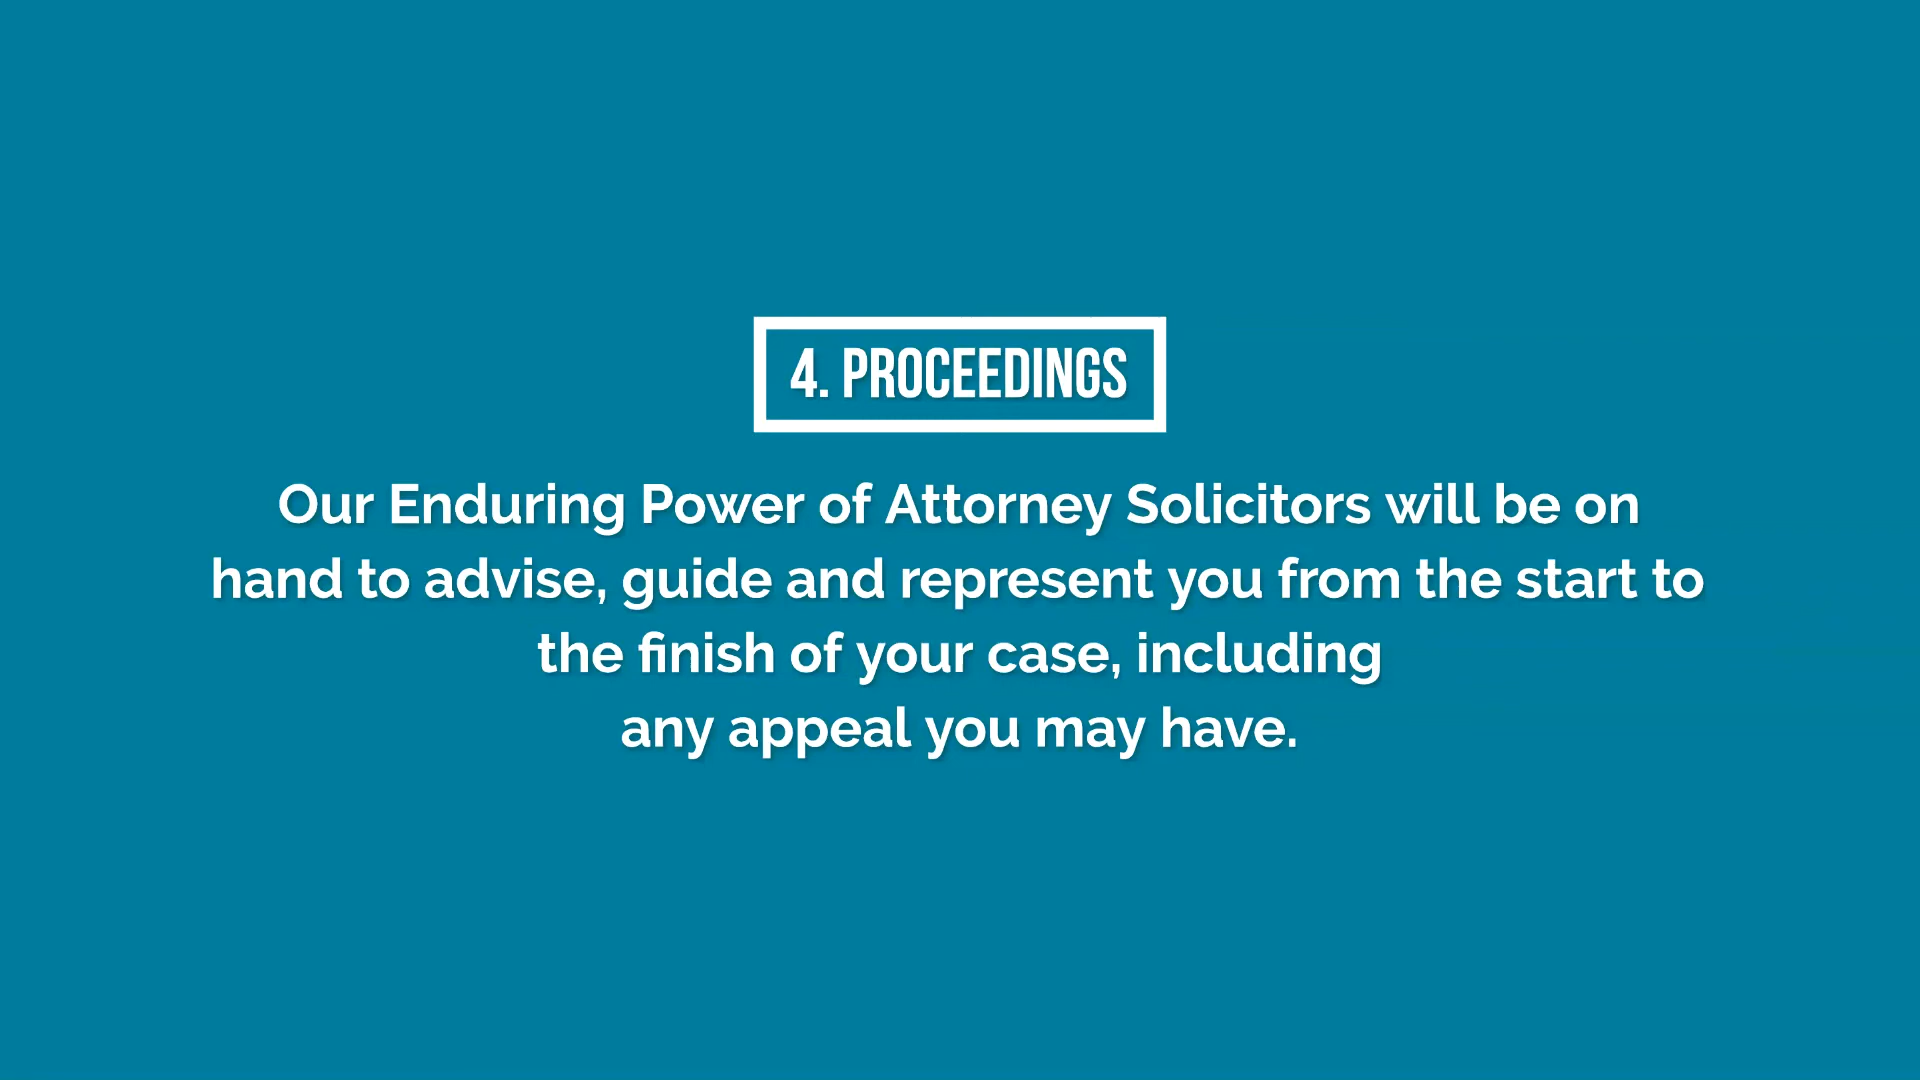 4. PROCEEDINGS
Our Enduring Power of Attorney Solicitors will be on
hand to advise, guide and represent you from the start to
the finish of your case, including
any appeal you may have.